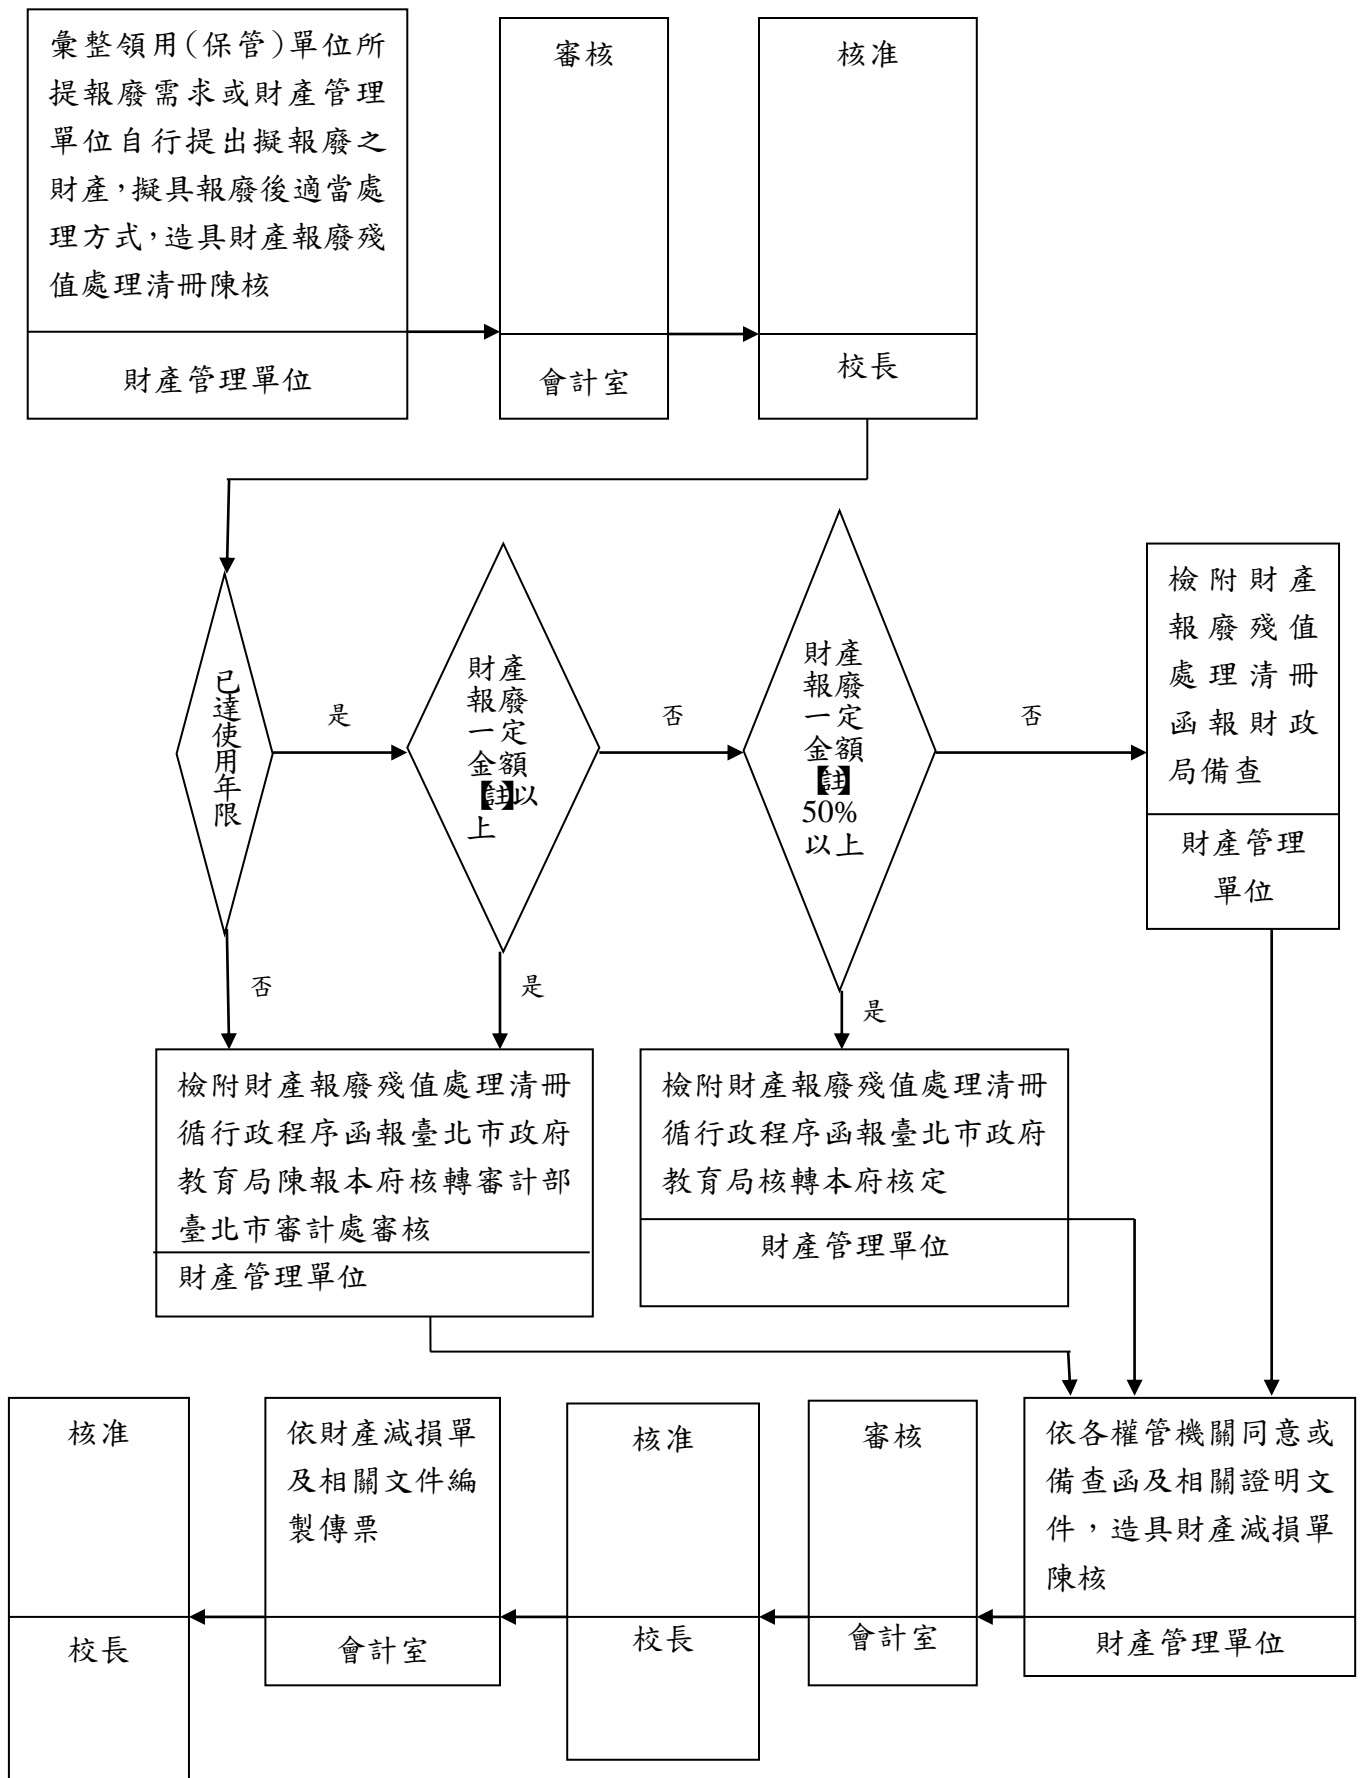 彙整領用(保管)單位所
提報廢需求或財產管理
單位自行提出擬報廢之
財產，擬具報廢後適當處
理方式，造具財產報廢殘
值處理清冊陳核
財產管理單位
審核
會計室
核准
校長
已達使用年限
是
否
財產
報廢
一定
金額
【註】以
上
否
是
財產
報廢
一定
金額
【註】
50%
以上
否
是
檢附財產
報廢殘值
處理清冊
函報財政
局備查
財產管理
單位
檢附財產報廢殘值處理清冊
循行政程序函報臺北市政府
教育局陳報本府核轉審計部
臺北市審計處審核
財產管理單位
檢附財產報廢殘值處理清冊
循行政程序函報臺北市政府
教育局核轉本府核定
財產管理單位
依各權管機關同意或
備查函及相關證明文
件，造具財產減損單
陳核
財產管理單位
審核
會計室
核准
校長
依財產減損單
及相關文件編
製傳票
會計室
核准
校長